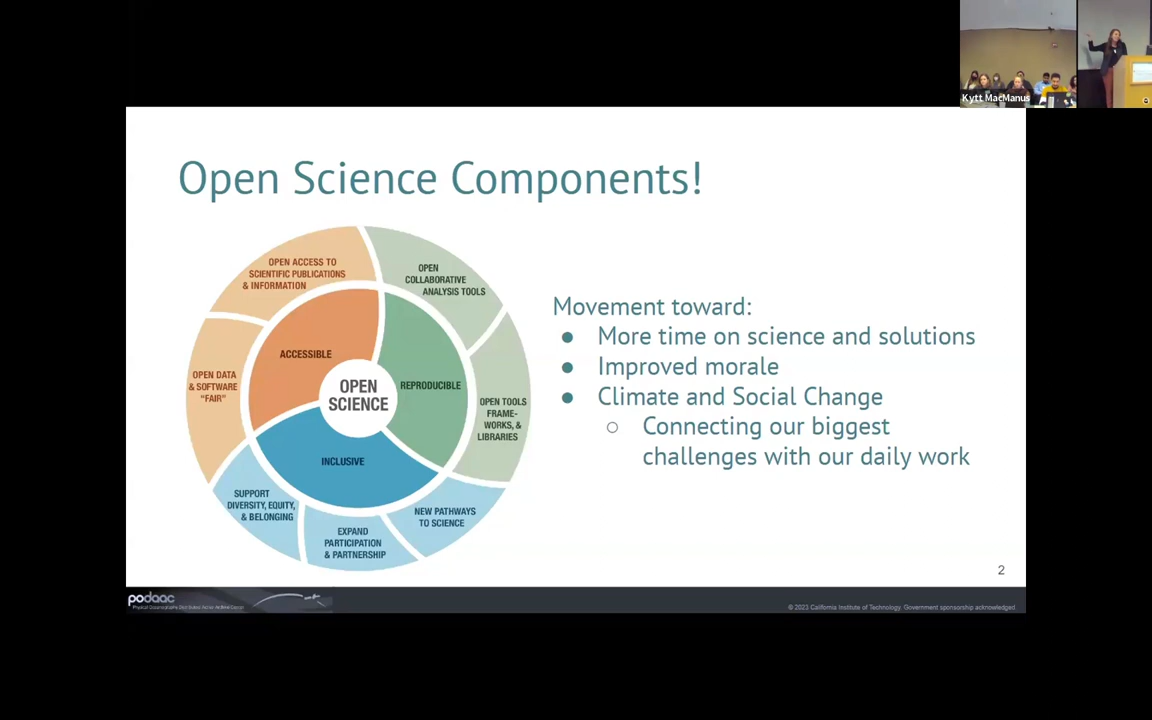 Kytt MacManus
Open Science Components!
OPEN ACCESS TO
SCIENTIFIC PUBLICATIONS
& INFORMATION
OPEN
COLLABORATIVE
ANALYSIS TOOLS
ACCESSIBLE
OPEN DATA
& SOFTWARE
“FAIR”
OPEN
SCIENCE
REPRODUCIBLE
OPEN TOOLS
FRAME-
WORKS, &
LIBRARIES
INCLUSIVE
SUPPORT
DIVERSITY, EQUITY,
& BELONGING
EXPAND
PARTICIPATION
& PARTNERSHIP
NEW PATHWAYS
TO SCIENCE
Movement toward:
● More time on science and solutions
● Improved morale
● Climate and Social Change
○ Connecting our biggest
challenges with our daily work
2
podaac
Physical Oceanography Distributed Active Archive Center
© 2023 California Institute of Technology. Government sponsorship acknowledged